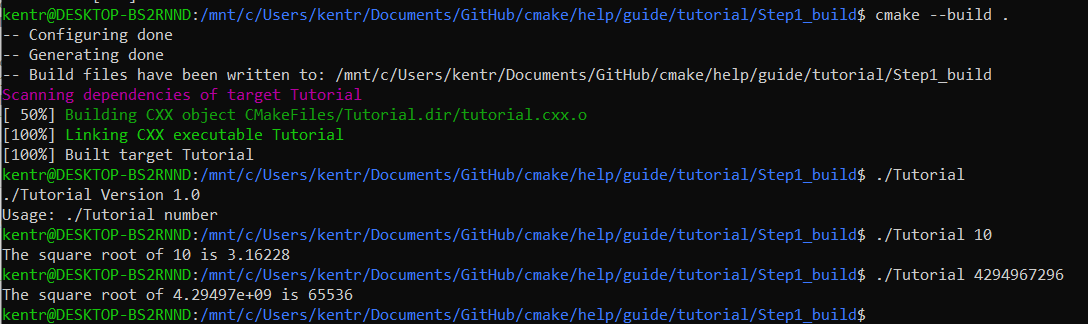 kentr@DESKTOP-BS2RNND:/mnt/c/Users/kentr/Documents/GitHub/cmake/help/guide/tutorial/Step1_build$ cmake --build .
-- Configuring done
-- Generating done
-- Build files have been written to: /mnt/c/Users/kentr/Documents/GitHub/cmake/help/guide/tutorial/Step1_build
Scanning dependencies of target Tutorial
[ 50%] Building CXX object CMakeFiles/Tutorial.dir/tutorial.cxx.o
[100%] Linking CXX executable Tutorial
[100%] Built target Tutorial
kentr@DESKTOP-BS2RNND:/mnt/c/Users/kentr/Documents/GitHub/cmake/help/guide/tutorial/Step1_build$ ./Tutorial
./Tutorial Version 1.0
Usage: ./Tutorial number
kentr@DESKTOP-BS2RNND:/mnt/c/Users/kentr/Documents/GitHub/cmake/help/guide/tutorial/Step1_build$ ./Tutorial 10
The square root of 10 is 3.16228
kentr@DESKTOP-BS2RNND:/mnt/c/Users/kentr/Documents/GitHub/cmake/help/guide/tutorial/Step1_build$ ./Tutorial 4294967296
The square root of 4.29497e+09 is 65536
kentr@DESKTOP-BS2RNND:/mnt/c/Users/kentr/Documents/GitHub/cmake/help/guide/tutorial/Step1_build$